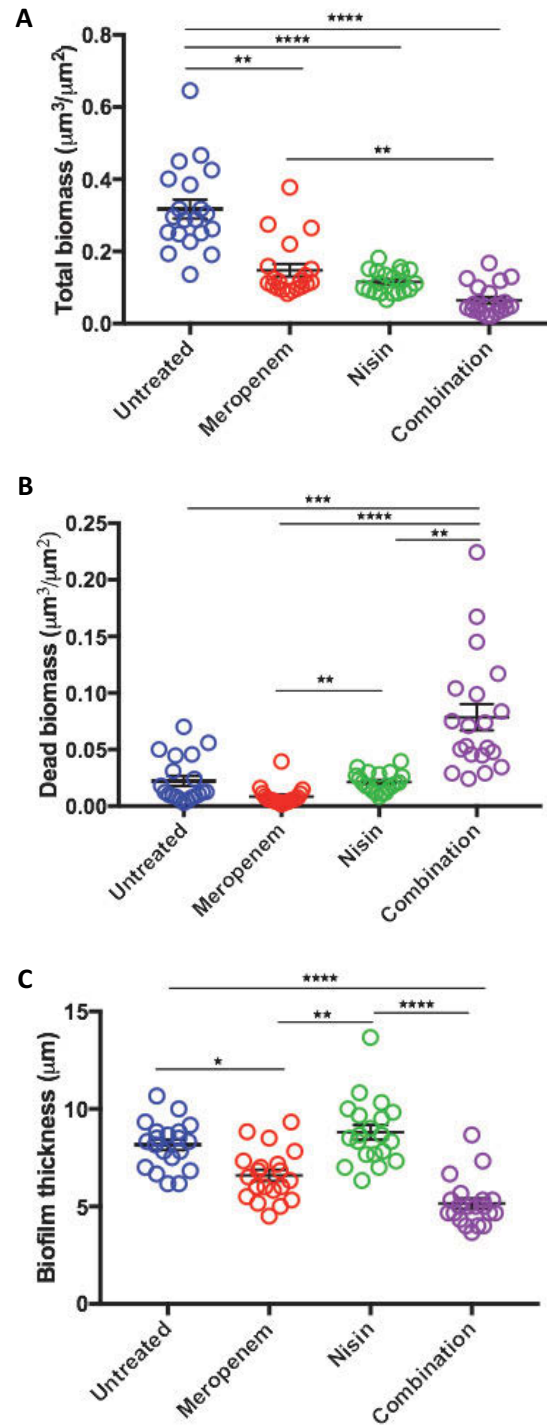 A
****
****
**
**
Total biomass (μm³/μm²)
0.8
0.6
0.4
0.2
0.0
Untreated
Meropenem
Nisin
Combination
B
***
****
**
**
Dead biomass (μm³/μm²)
0.25
0.20
0.15
0.10
0.05
0.00
Untreated
Meropenem
Nisin
Combination
C
****
**
****
*
Biofilm thickness (μm)
15
10
5
0
Untreated
Meropenem
Nisin
Combination